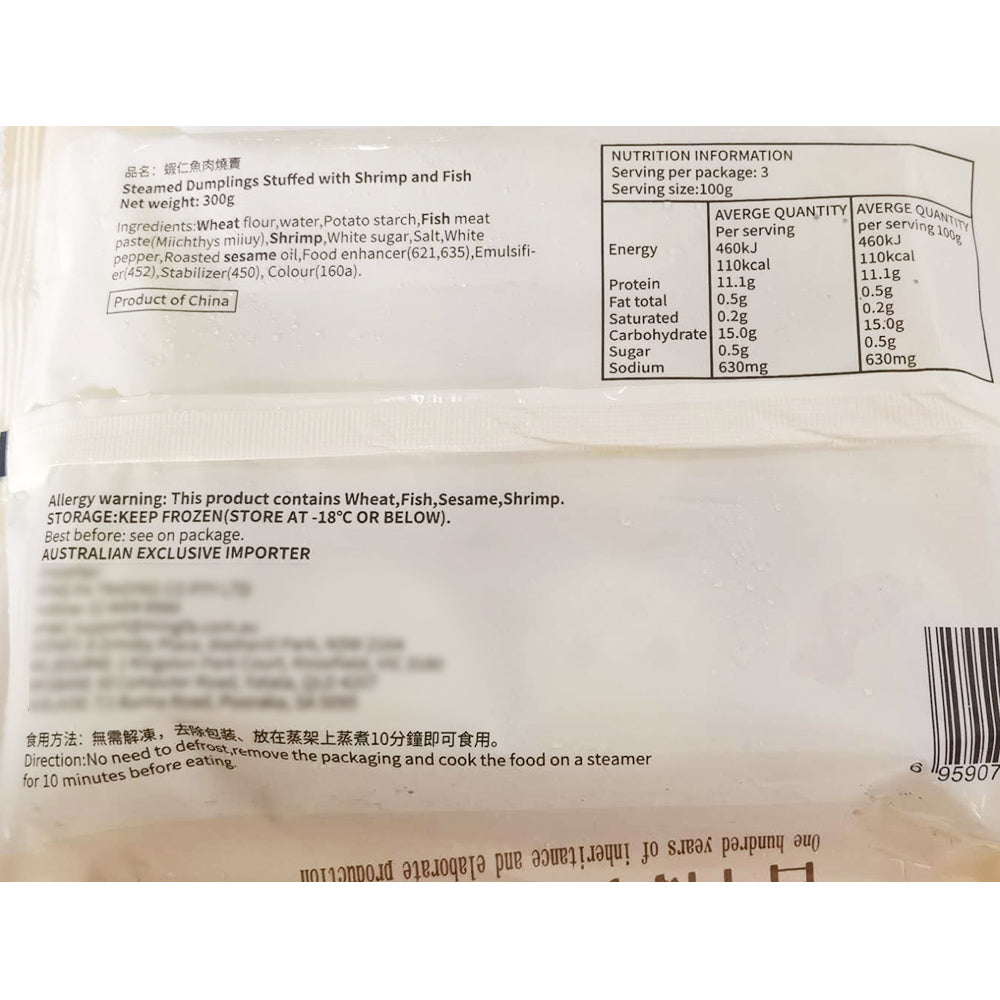 品名：蝦仁魚肉燒賣
Steamed Dumplings Stuffed with Shrimp and Fish
Net weight: 300g
Ingredients:Wheat flour,water,Potato starch,Fish meat
paste(Miichthys miiuy),Shrimp,White sugar,Salt,White
pepper,Roasted sesame oil,Food enhancer(621,635),Emulsifi-
er(452),Stabilizer(450), Colour(160a).
Product of China
NUTRITION INFORMATION
Serving per package: 3
Serving size:100g
AVERGE QUANTITY AVERGE QUANTITY
Per serving per serving 100g
Energy 460kJ 460kJ
110kcal 110kcal
Protein 11.1g 11.1g
Fat total 0.5g 0.5g
Saturated 0.2g 0.2g
Carbohydrate 15.0g 15.0g
Sugar 0.5g 0.5g
Sodium 630mg 630mg
Allergy warning: This product contains Wheat,Fish,Sesame,Shrimp.
STORAGE:KEEP FROZEN(STORE AT -18°C OR BELOW).
Best before: see on package.
AUSTRALIAN EXCLUSIVE IMPORTER
食用方法：無需解凍，去除包装、放在蒸架上蒸煮10分鐘即可食用。
Direction:No need to defrost,remove the packaging and cook the food on a steamer
for 10 minutes before eating.
6 95907
One hundred years of inheritance and elaborate production